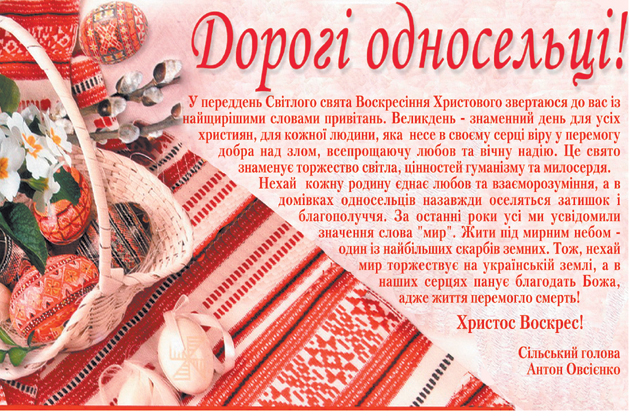 Дорогі односельці!
У переддень Світлого свята Воскресіння Христового звертаюся до вас із
найщирішими словами привітань. Великдень - знаменний день для усіх
християн, для кожної людини, яка несе в своєму серці віру у перемогу
добра над злом, всепрощаючу любов та вічну надію. Це свято
знаменує торжество світла, цінностей гуманізму та милосердя.
Нехай кожну родину єднає любов та взаєморозуміння, а в
домівках односельців назавжди оселяться затишок і
благополуччя. За останні роки усі ми усвідомили
значення слова "мир". Жити під мирним небом -
один із найбільших скарбів земних. Тож, нехай
мир торжествує на українській землі, а в
наших серцях панує благодать Божа,
адже життя перемогло смерть!
Христос Воскрес!
Сільський голова
Антон Овсієнко